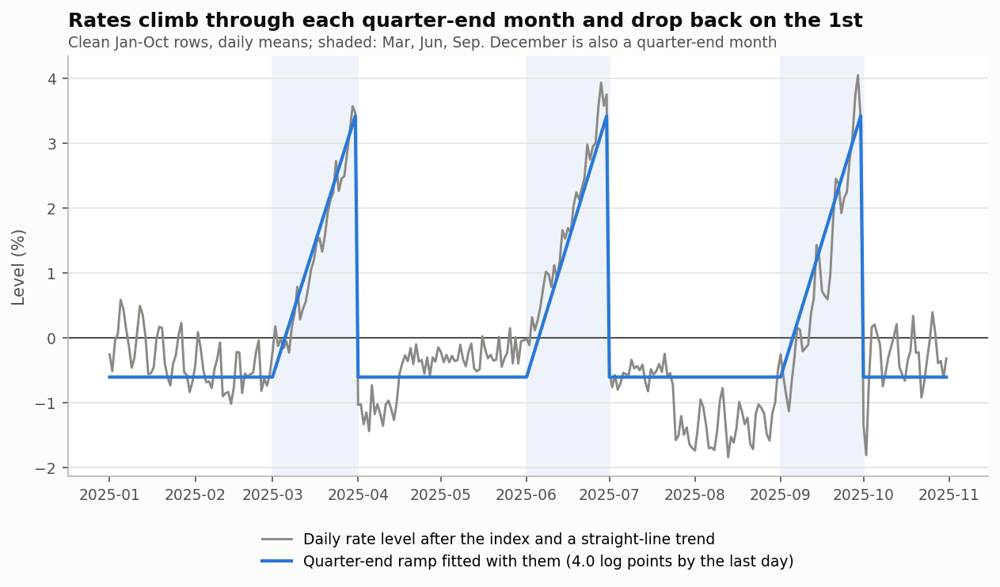 Rates climb through each quarter-end month and drop back on the 1st
Clean Jan-Oct rows, daily means; shaded: Mar, Jun, Sep. December is also a quarter-end month
Level (%)
4
3
2
1
0
−1
−2
2025-01 2025-02 2025-03 2025-04 2025-05 2025-06 2025-07 2025-08 2025-09 2025-10 2025-11
Daily rate level after the index and a straight-line trend
Quarter-end ramp fitted with them (4.0 log points by the last day)